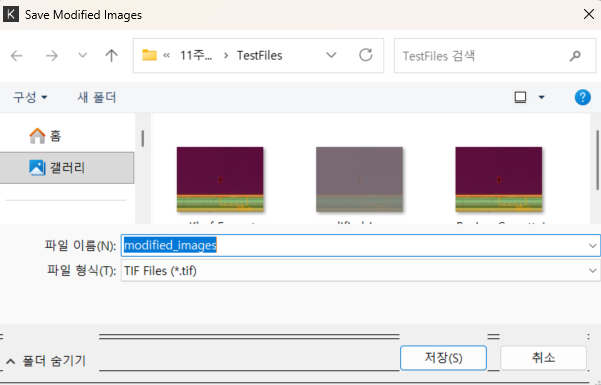 K Save Modified Images
« 11주... > TestFiles
TestFiles 검색
구성
새 폴더
?
홈
갤러리
파일 이름(N): modified_images
파일 형식(T): TIF Files (*.tif)
폴더 숨기기
저장(S)
취소